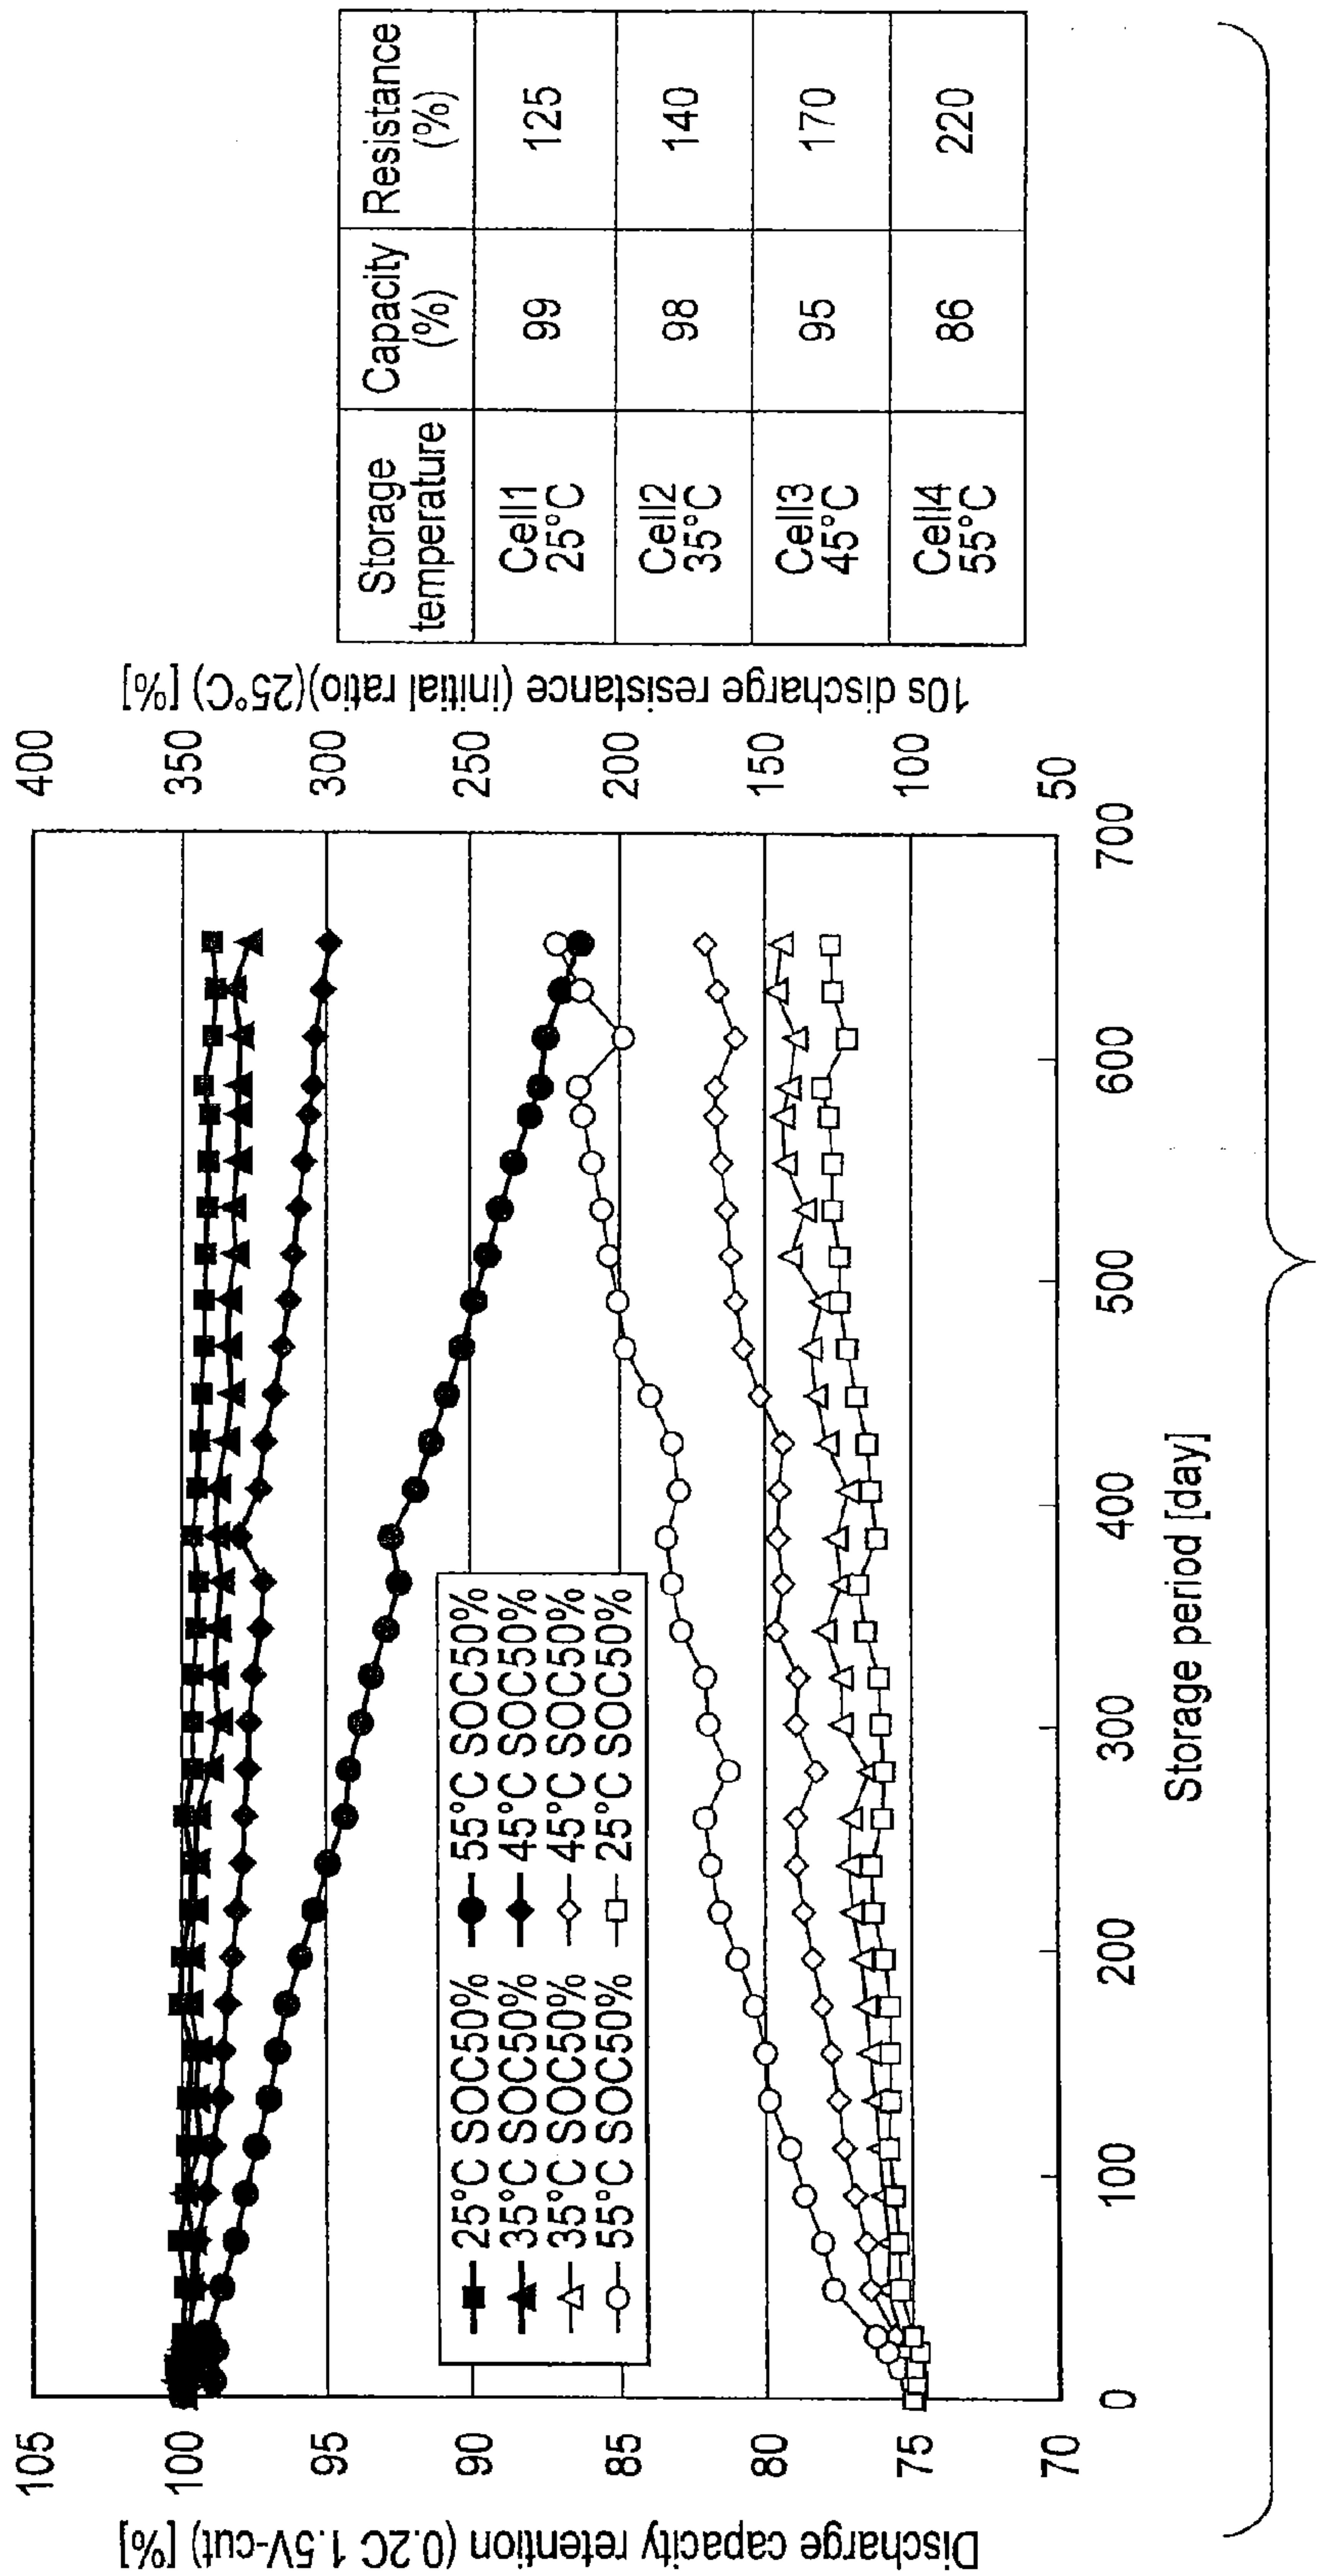 Discharge capacity retention (0.2C 1.5V-cut) [%]
105
100
95
90
85
80
75
70
25°C SOC50%
55°C SOC50%
35°C SOC50%
45°C SOC50%
35°C SOC50%
45°C SOC50%
55°C SOC50%
25°C SOC50%
0
100
200
300
400
500
600
700
Storage period [day]
400
350
300
250
200
150
100
50
10s discharge resistance (initial ratio)(25°C) [%]
Storage temperature
Capacity (%)
Resistance (%)
Cell1 25°C
99
125
Cell2 35°C
98
140
Cell3 45°C
95
170
Cell4 55°C
86
220